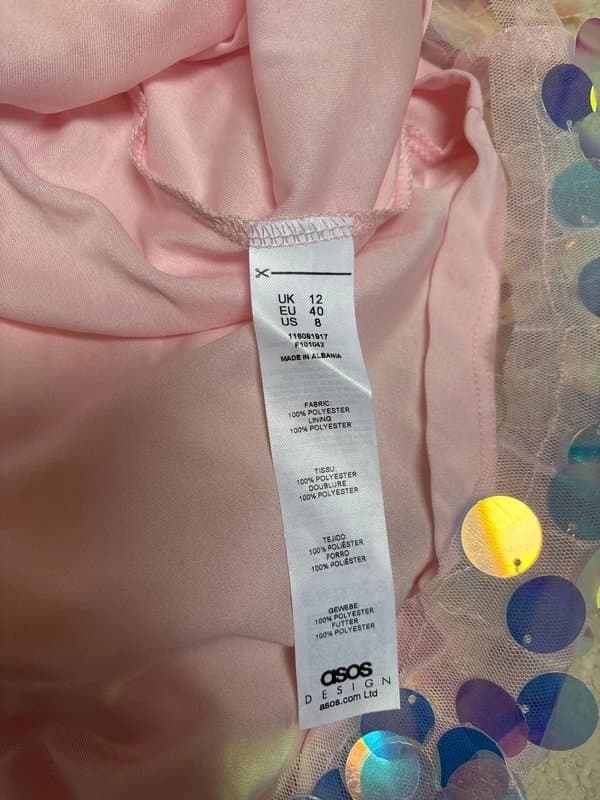 UK 12
EU 40
US 8
116081917
F101042
MADE IN ALBANIA
FABRIC:
100% POLYESTER
LINING
100% POLYESTER
TISSU:
100% POLYESTER
DOUBLURE
100% POLYESTER
TEJIDO:
100% POLIÉSTER
FORRO
100% POLIÉSTER
GEWEBE:
100% POLYESTER
FUTTER
100% POLYESTER
asos
DESIGN
asos.com Ltd